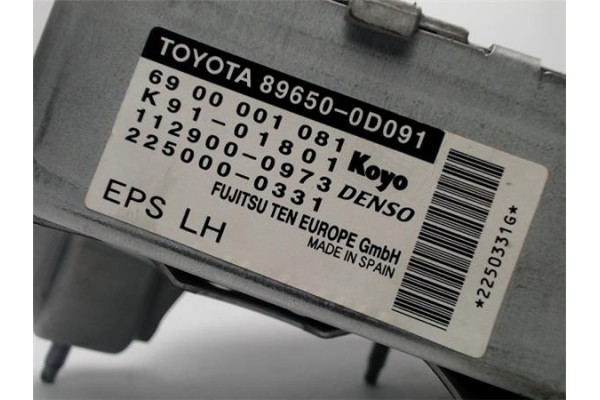 TOYOTA 89650-0D091
69 00 001 081
K91-01801 Koyo
112900-0973 DENSO
225000-0331
FUJITSU TEN EUROPE GmbH
EPS LH
MADE IN SPAIN
*2250331G*